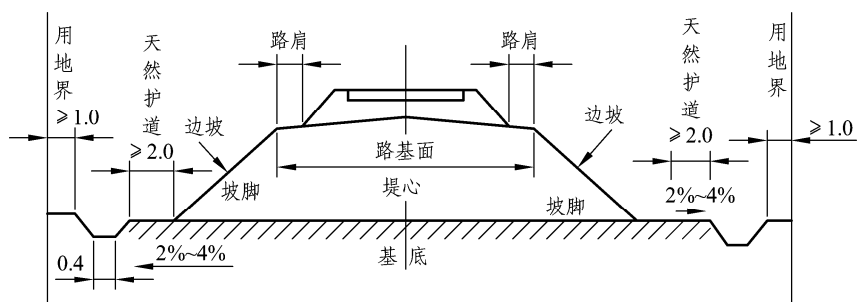 用地界
天然护道
路肩
路肩
天然护道
用地界
≥1.0
≥2.0
边坡
边坡
≥2.0
≥1.0
路基面
坡脚
堤心
坡脚
2%~4%
0.4
2%~4%
基底